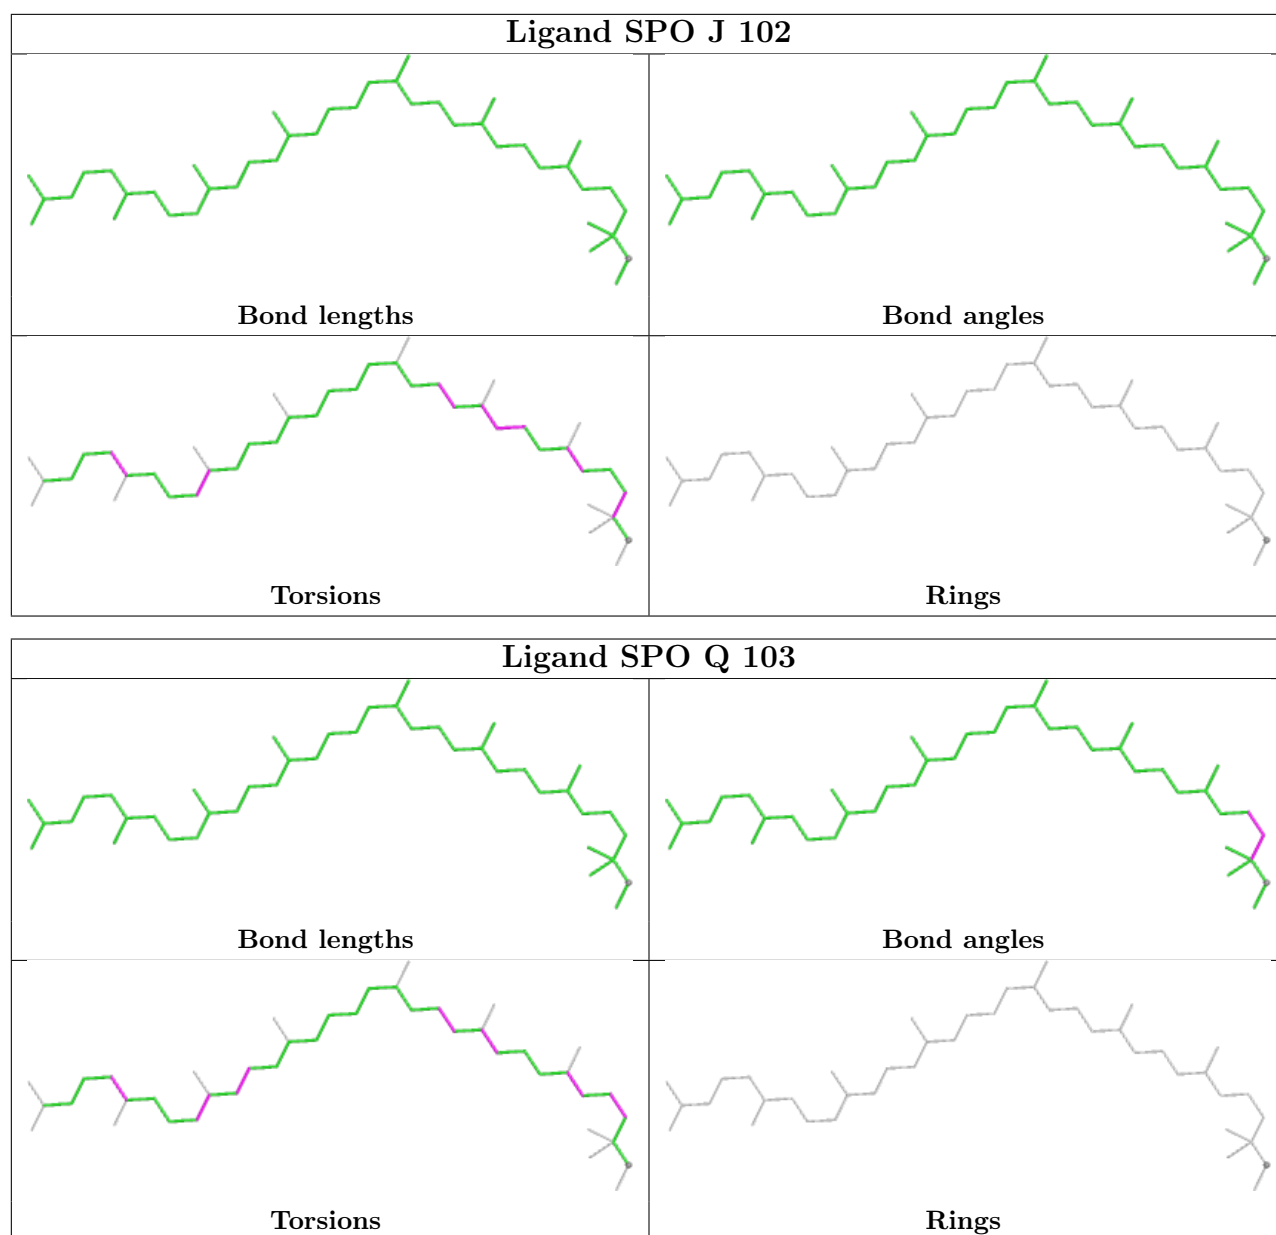 Ligand SPO J 102
Bond lengths
Bond angles
Torsions
Rings
Ligand SPO Q 103
Bond lengths
Bond angles
Torsions
Rings